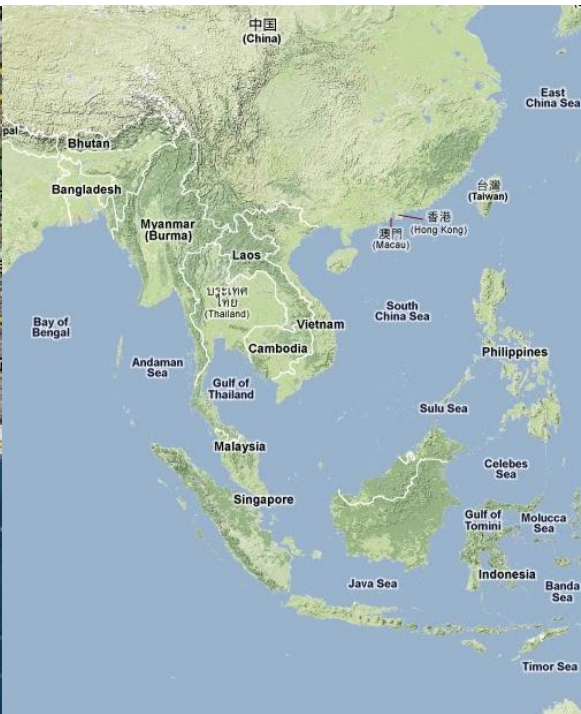 中国
(China)
East
China Sea
pal
Bhutan
Bangladesh
台灣
(Taiwan)
香港
(Hong Kong)
澳門
(Macau)
Myanmar
(Burma)
Laos
ประเทศ
ไทย
(Thailand)
Bay of
Bengal
South
China Sea
Vietnam
Cambodia
Philippines
Andaman
Sea
Gulf of
Thailand
Sulu Sea
Malaysia
Celebes
Sea
Singapore
Gulf of
Tomini
Molucca
Sea
Java Sea
Indonesia
Banda
Sea
Timor Sea